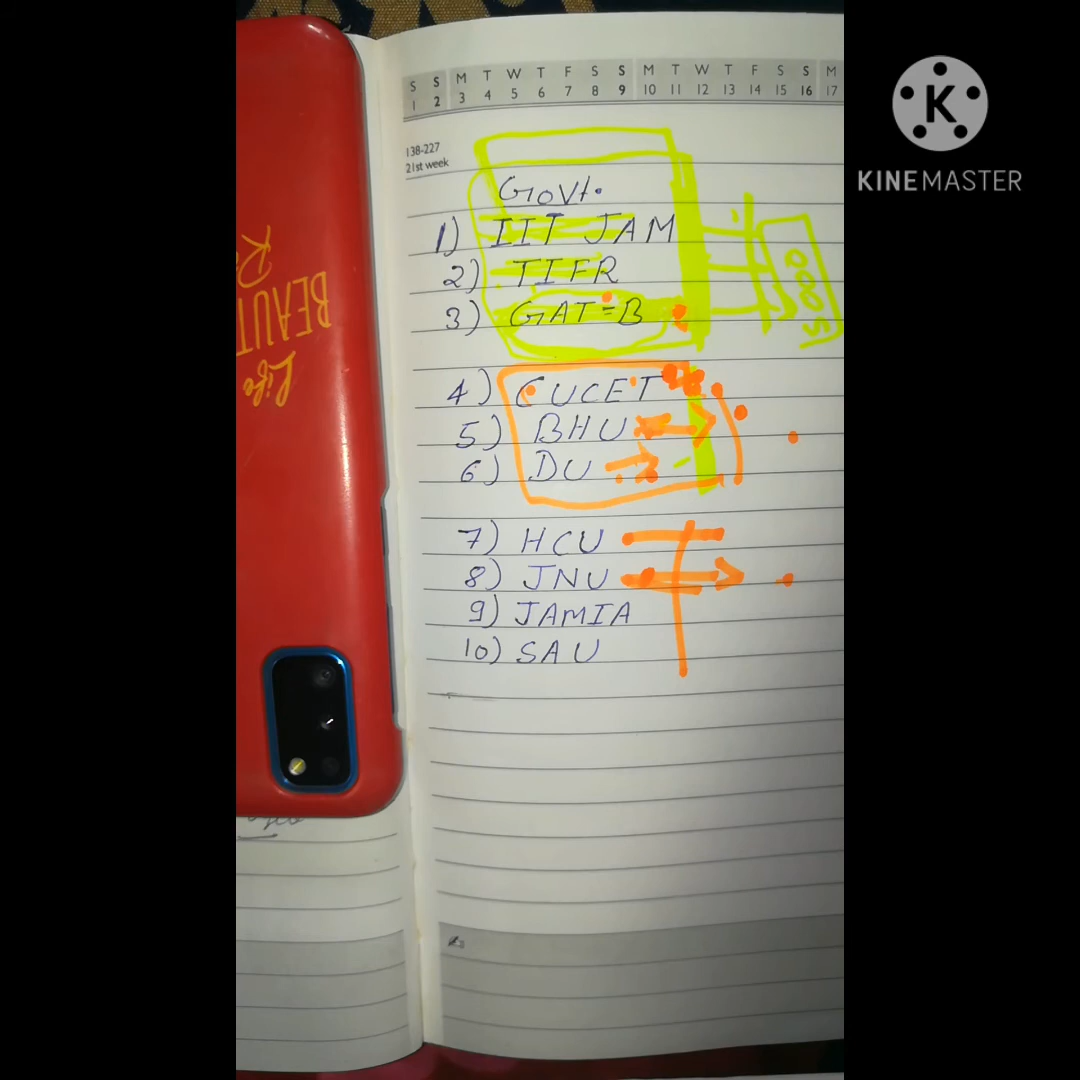 S S M T W T F S S M T W T F S S M
1 2 3 4 5 6 7 8 9 10 11 12 13 14 15 16 17
138-227
21st week
Govt.
1) IIT JAM
2) TIFR
3) GAT-B
4) CUCET
5) BHU
6) DU
7) HCU
8) JNU
9) JAMIA
10) SAU
Life
BEAUT
K
KINEMASTER